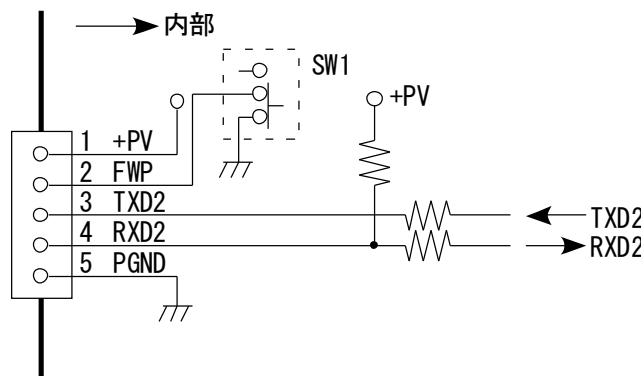 内部
SW1
+PV
1 +PV
2 FWP
3 TXD2
4 RXD2
5 PGND
TXD2
RXD2